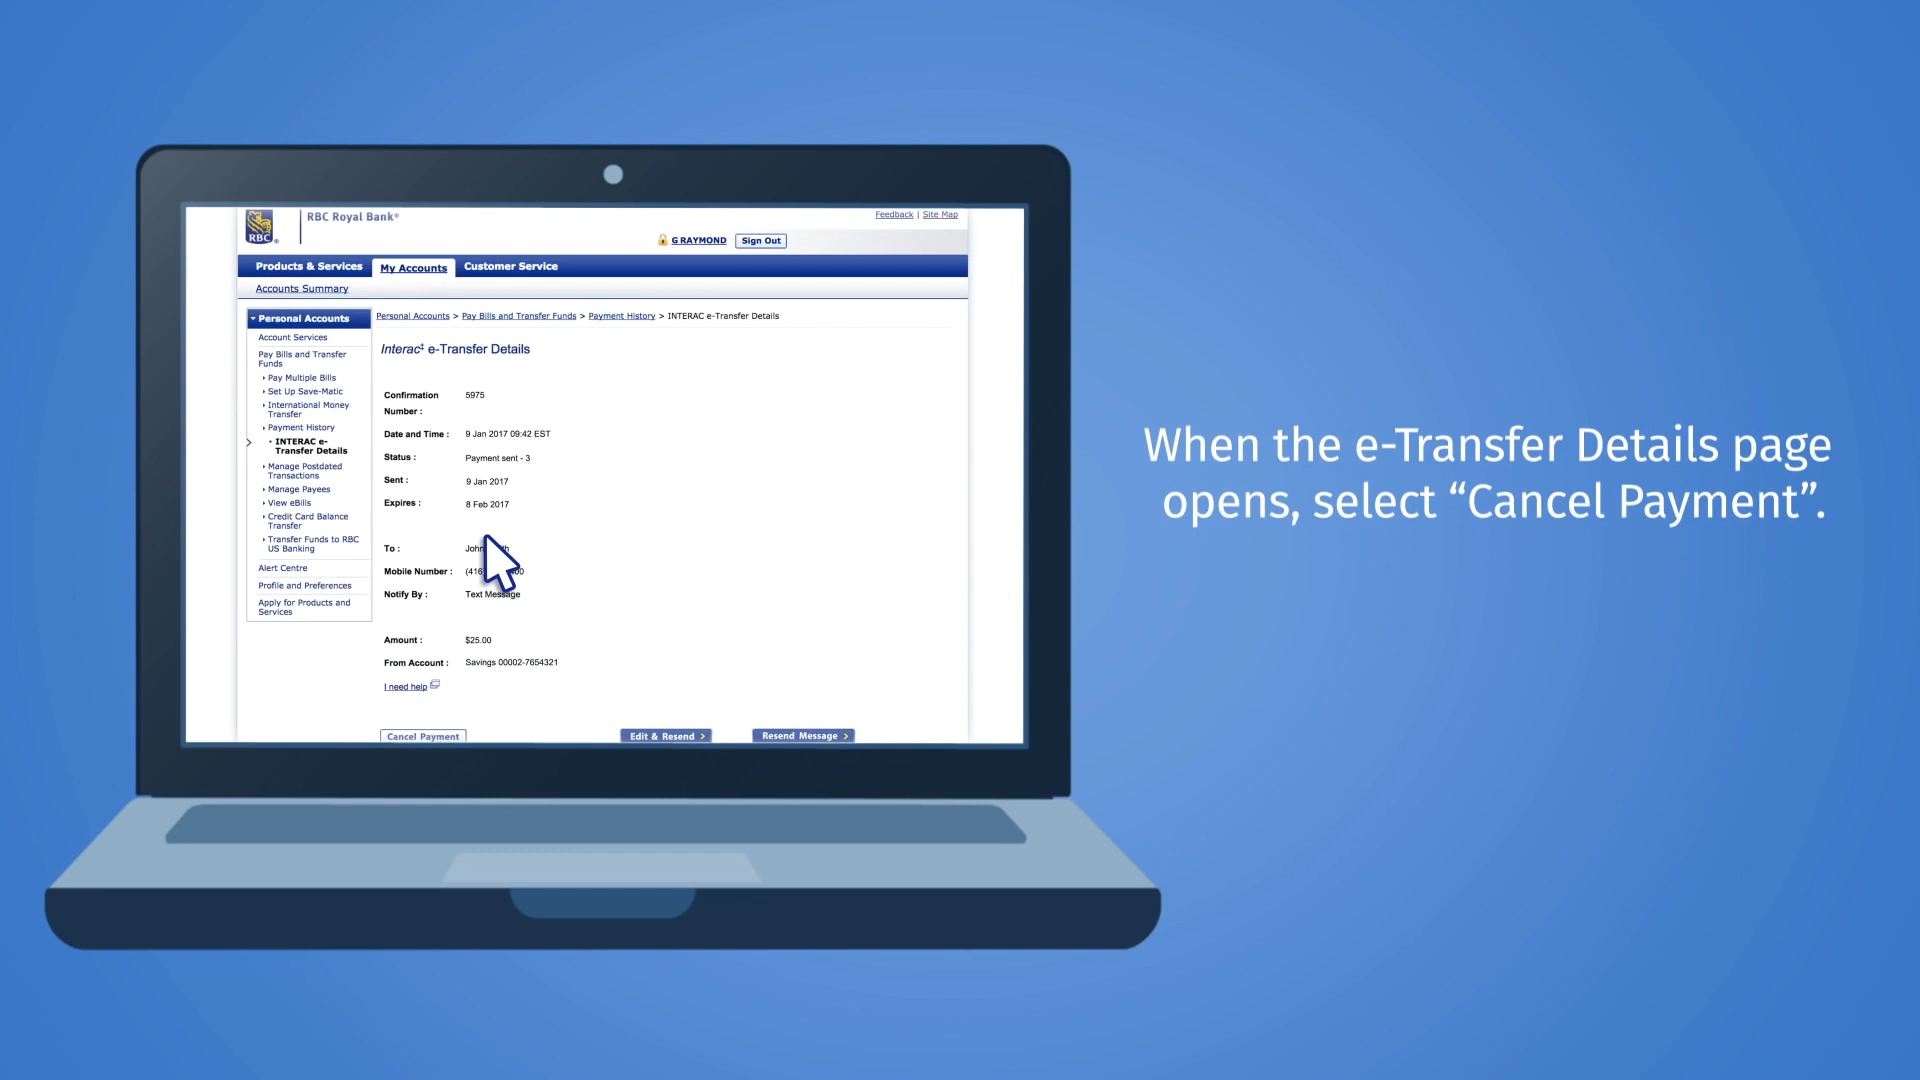 RBC Royal Bank®
Feedback | Site Map
RBC ®
G RAYMOND Sign Out
Products & Services My Accounts Customer Service
Accounts Summary
Personal Accounts
Account Services
Pay Bills and Transfer
Funds
Pay Multiple Bills
Set Up Save-Matic
International Money
Transfer
Payment History
INTERAC e-
Transfer Details
Manage Postdated
Transactions
Manage Payees
View eBills
Credit Card Balance
Transfer
Transfer Funds to RBC
US Banking
Alert Centre
Profile and Preferences
Apply for Products and
Services
Personal Accounts > Pay Bills and Transfer Funds > Payment History > INTERAC e-Transfer Details
Interac‡ e-Transfer Details
Confirmation 5975
Number :
Date and Time : 9 Jan 2017 09:42 EST
Status : Payment sent - 3
Sent : 9 Jan 2017
Expires : 8 Feb 2017
To : John
Mobile Number : (416
Notify By : Text Message
Amount : $25.00
From Account : Savings 00002-7654321
I need help
Cancel Payment Edit & Resend > Resend Message >
When the e-Transfer Details page
opens, select “Cancel Payment”.